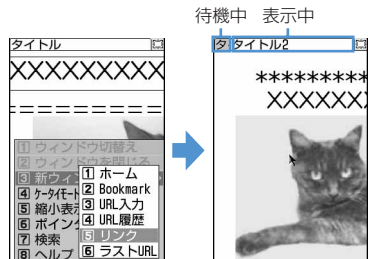 待機中 表示中
タイトル
XXXXXXXXX
==========
1 ウィンドウ切替え
2 ウィンドウを閉じる
3 新ウィ
4 ケータイモード
5 縮小表示
6 ポインタ
7 検索
8 ヘルプ
1 ホーム
2 Bookmark
3 URL入力
4 URL履歴
5 リンク
6 ラストURL
タ タイトル2
*********
XXXXXX